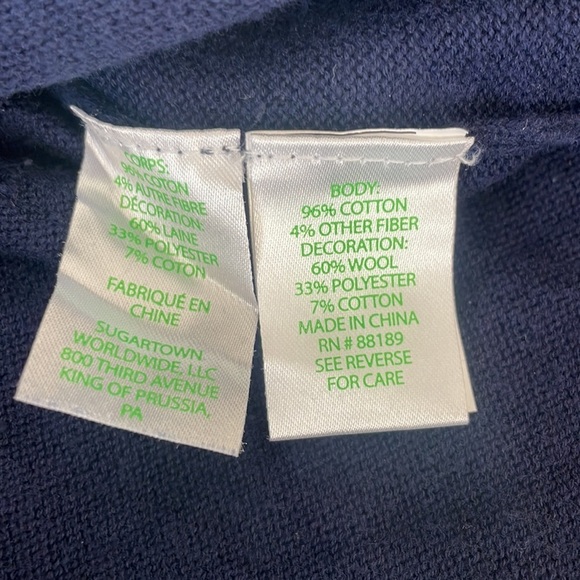 CORPS:
96% COTON
4% AUTRE FIBRE
DÉCORATION:
60% LAINE
33% POLYESTER
7% COTON
FABRIQUÉ EN
CHINE
SUGARTOWN
WORLDWIDE, LLC
800 THIRD AVENUE
KING OF PRUSSIA,
PA
BODY:
96% COTTON
4% OTHER FIBER
DECORATION:
60% WOOL
33% POLYESTER
7% COTTON
MADE IN CHINA
RN # 88189
SEE REVERSE
FOR CARE